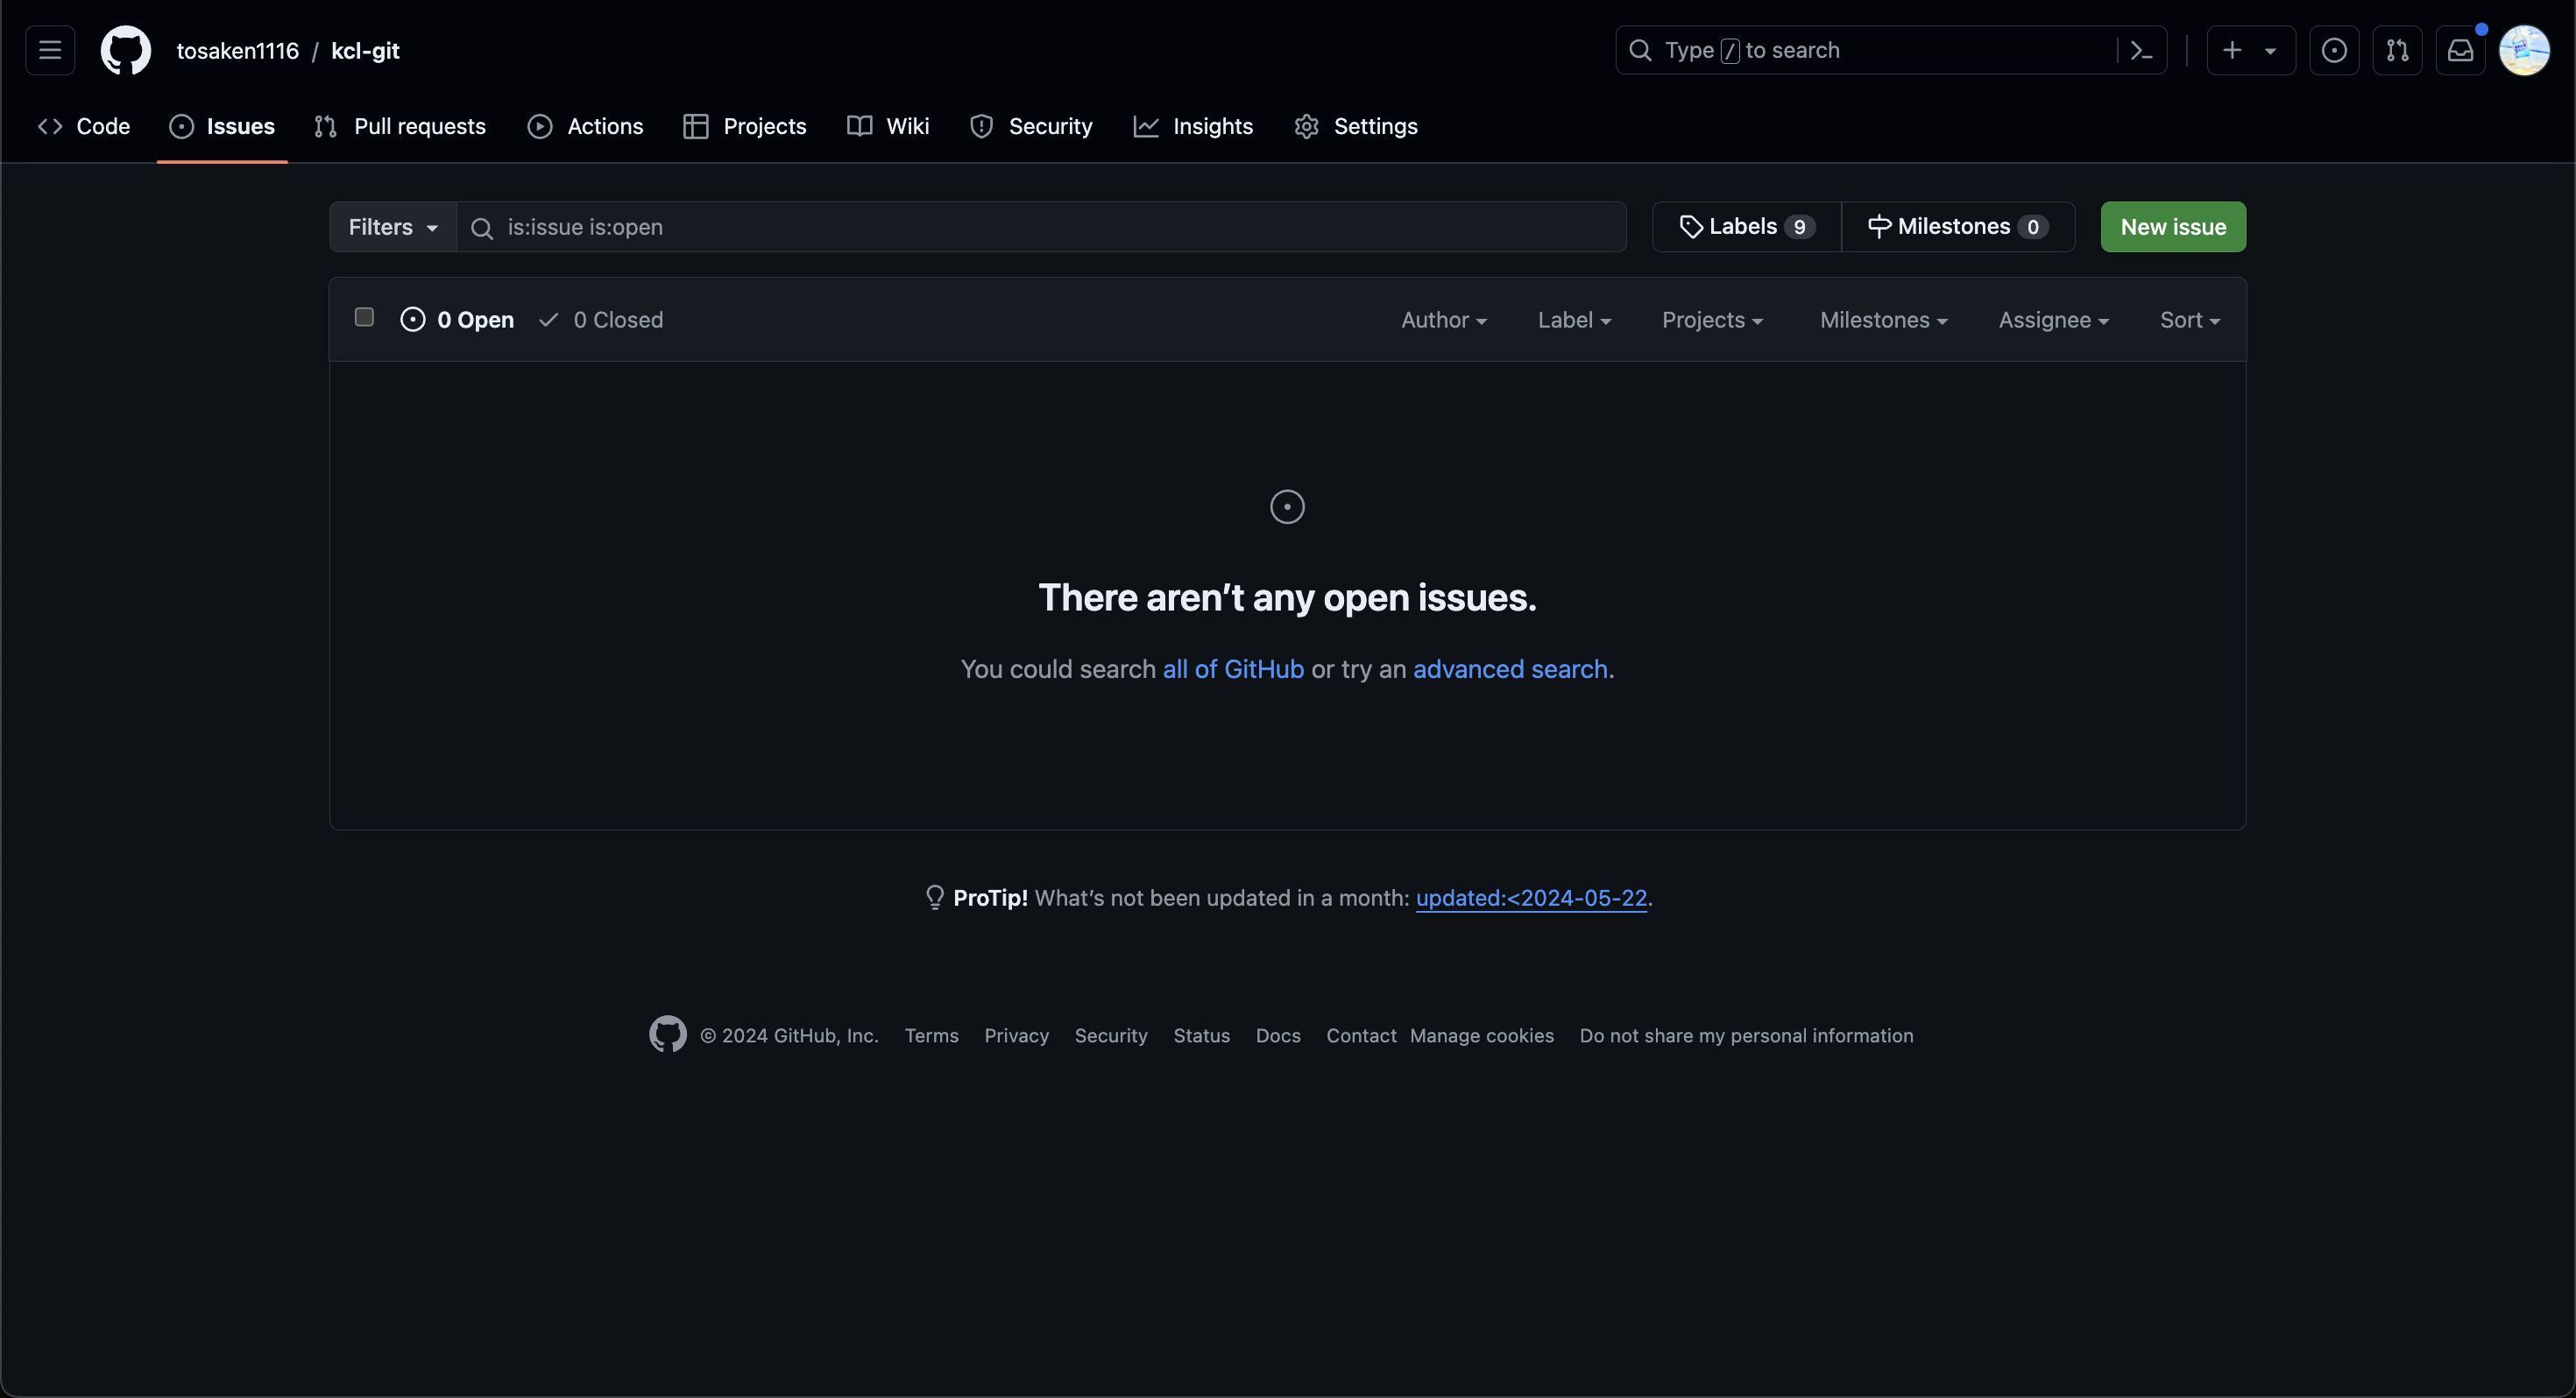 tosaken1116 / kcl-git
Type / to search
Code Issues Pull requests Actions Projects Wiki Security Insights Settings
Filters is:issue is:open Labels 9 Milestones 0 New issue
0 Open 0 Closed Author Label Projects Milestones Assignee Sort
There aren’t any open issues.
You could search all of GitHub or try an advanced search.
ProTip! What’s not been updated in a month: updated:<2024-05-22.
© 2024 GitHub, Inc. Terms Privacy Security Status Docs Contact Manage cookies Do not share my personal information